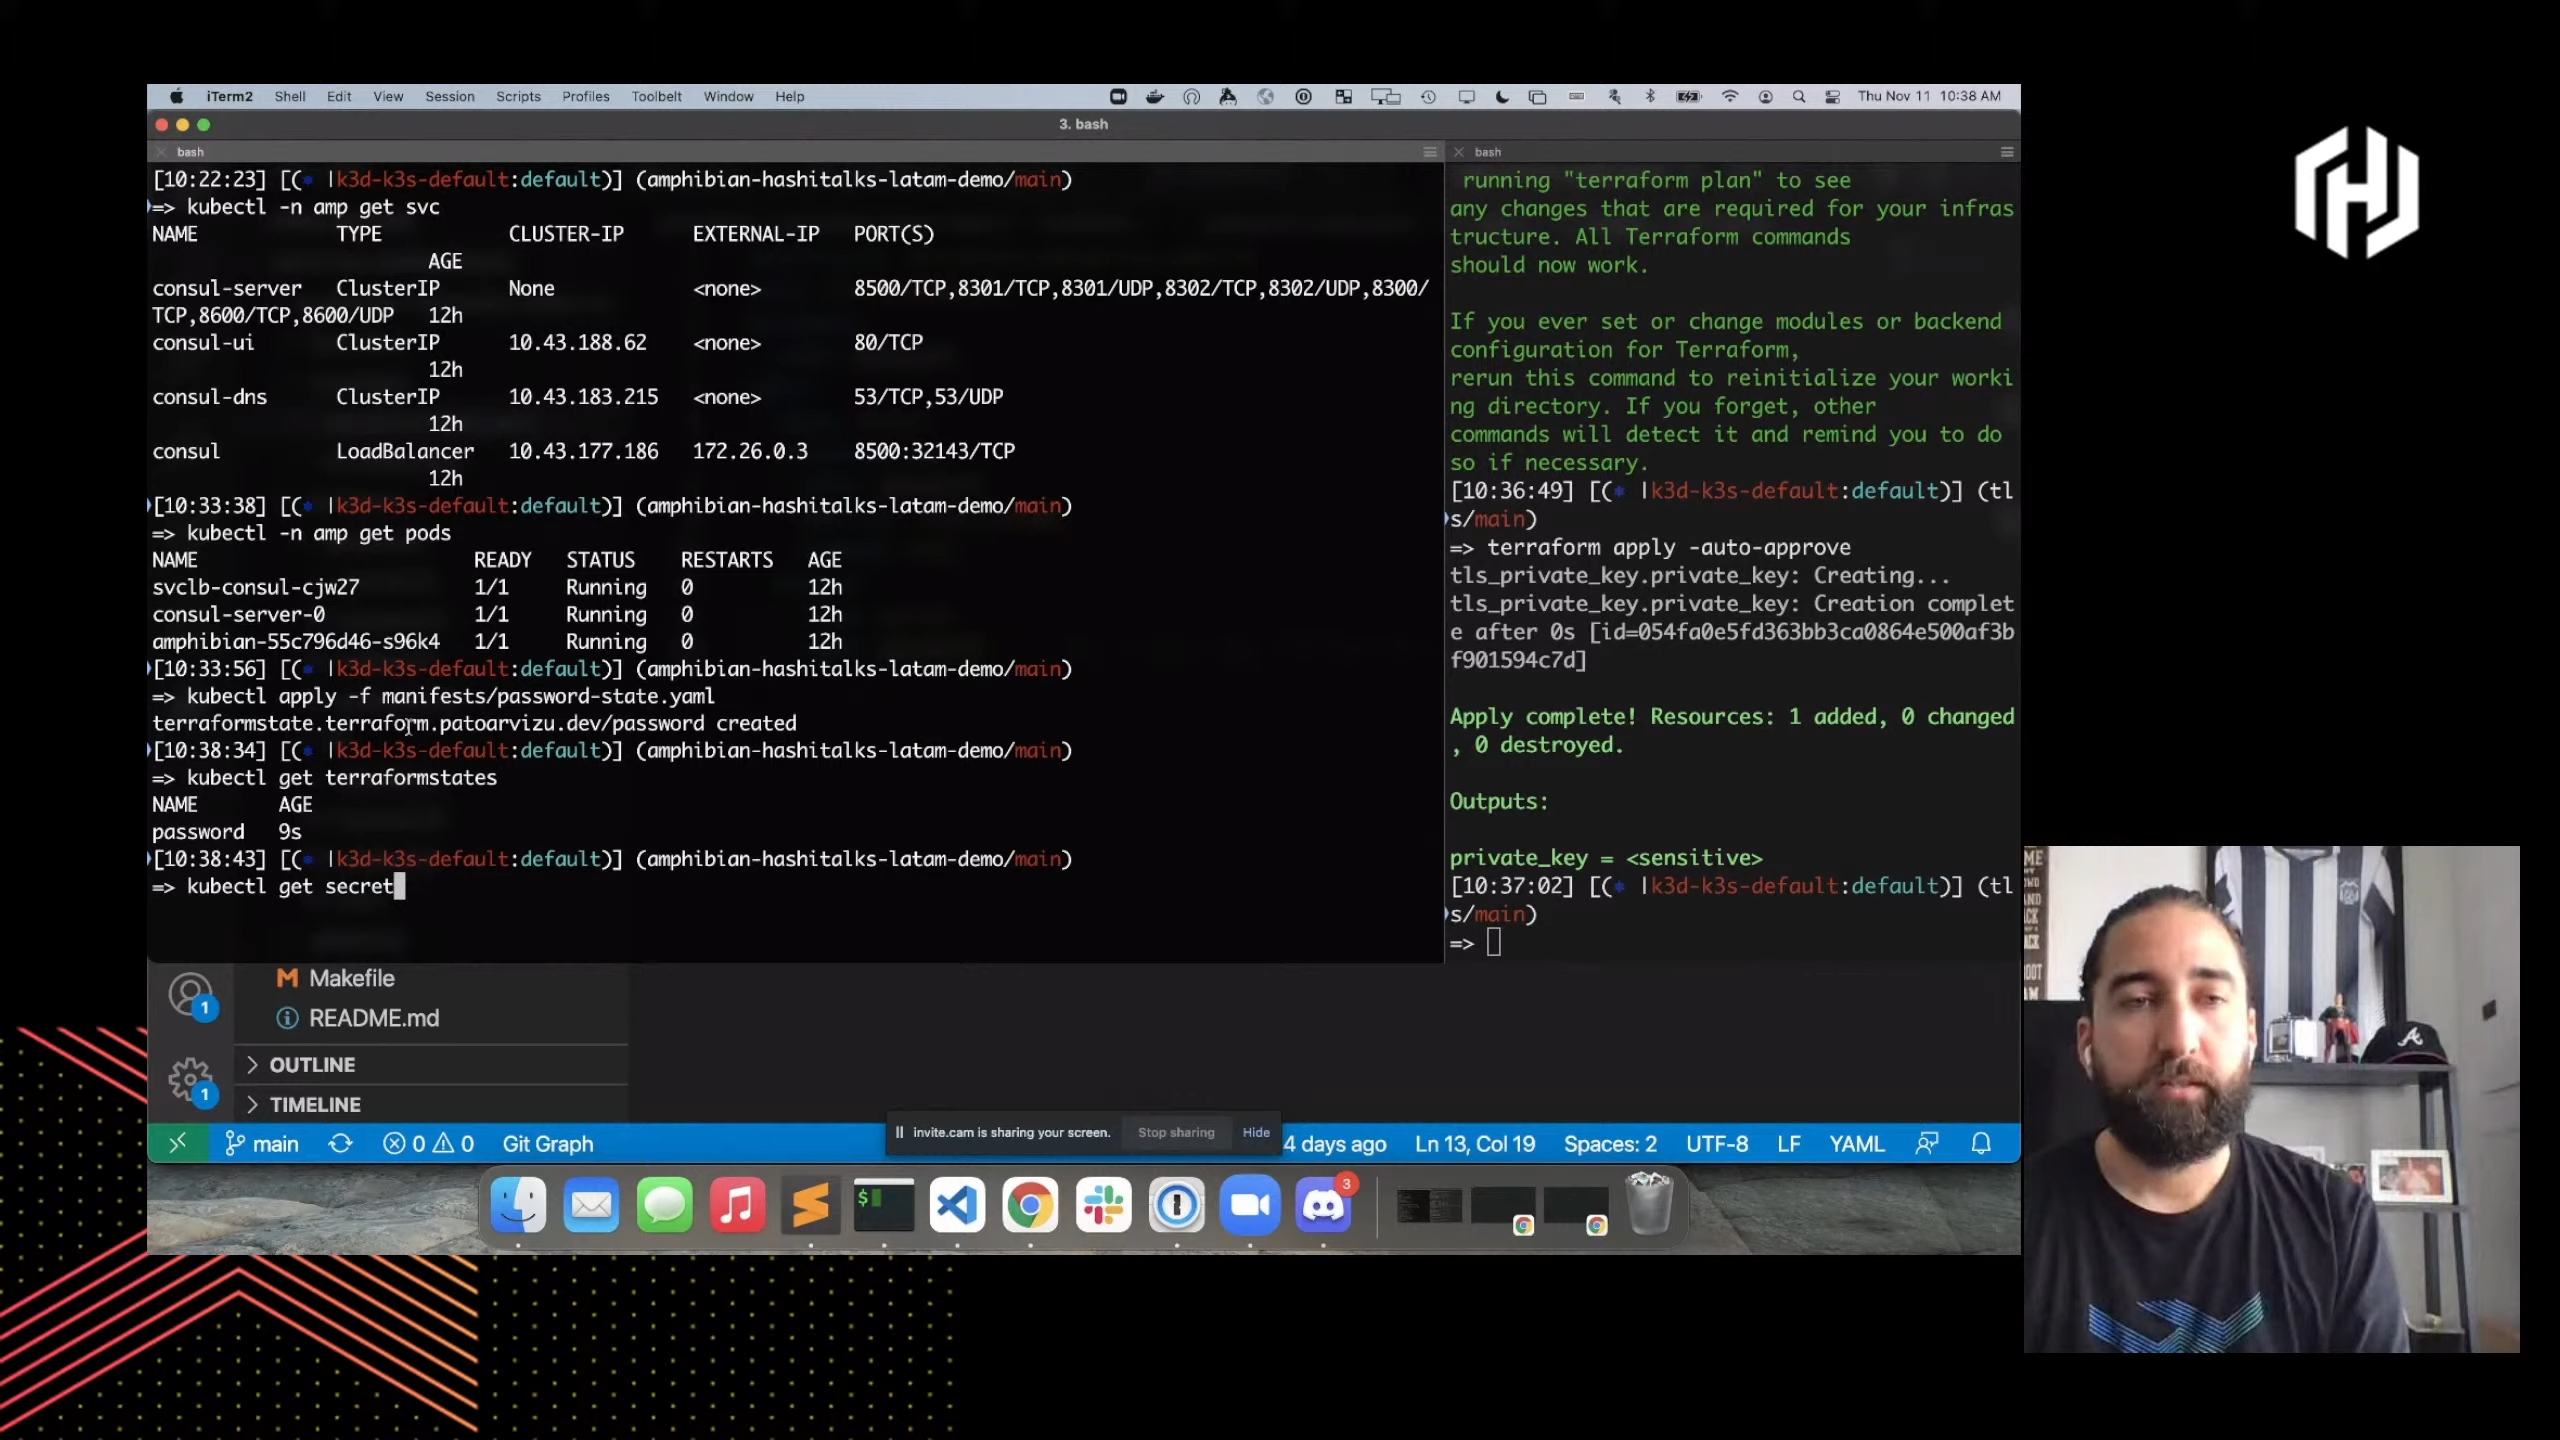 iTerm2 Shell Edit View Session Scripts Profiles Toolbelt Window Help Thu Nov 11 10:38 AM
3. bash
bash
[10:22:23] [(⎈ |k3d-k3s-default:default)] (amphibian-hashitalks-latam-demo/main)
=> kubectl -n amp get svc
NAME TYPE CLUSTER-IP EXTERNAL-IP PORT(S)
AGE
consul-server ClusterIP None <none> 8500/TCP,8301/TCP,8301/UDP,8302/TCP,8302/UDP,8300/
TCP,8600/TCP,8600/UDP 12h
consul-ui ClusterIP 10.43.188.62 <none> 80/TCP
12h
consul-dns ClusterIP 10.43.183.215 <none> 53/TCP,53/UDP
12h
consul LoadBalancer 10.43.177.186 172.26.0.3 8500:32143/TCP
12h
[10:33:38] [(⎈ |k3d-k3s-default:default)] (amphibian-hashitalks-latam-demo/main)
=> kubectl -n amp get pods
NAME READY STATUS RESTARTS AGE
svclb-consul-cjw27 1/1 Running 0 12h
consul-server-0 1/1 Running 0 12h
amphibian-55c796d46-s96k4 1/1 Running 0 12h
[10:33:56] [(⎈ |k3d-k3s-default:default)] (amphibian-hashitalks-latam-demo/main)
=> kubectl apply -f manifests/password-state.yaml
terraformstate.terraform.patoarvizu.dev/password created
[10:38:34] [(⎈ |k3d-k3s-default:default)] (amphibian-hashitalks-latam-demo/main)
=> kubectl get terraformstates
NAME AGE
password 9s
[10:38:43] [(⎈ |k3d-k3s-default:default)] (amphibian-hashitalks-latam-demo/main)
=> kubectl get secret
bash
running "terraform plan" to see
any changes that are required for your infras
tructure. All Terraform commands
should now work.
If you ever set or change modules or backend
configuration for Terraform,
rerun this command to reinitialize your worki
ng directory. If you forget, other
commands will detect it and remind you to do
so if necessary.
[10:36:49] [(⎈ |k3d-k3s-default:default)] (tl
s/main)
=> terraform apply -auto-approve
tls_private_key.private_key: Creating...
tls_private_key.private_key: Creation complet
e after 0s [id=054fa0e5fd363bb3ca0864e500af3b
f901594c7d]
Apply complete! Resources: 1 added, 0 changed
, 0 destroyed.
Outputs:
private_key = <sensitive>
[10:37:02] [(⎈ |k3d-k3s-default:default)] (tl
s/main)
=>
1
M Makefile
README.md
1
OUTLINE
TIMELINE
invite.cam is sharing your screen. Stop sharing Hide
main 0 0 Git Graph 4 days ago Ln 13, Col 19 Spaces: 2 UTF-8 LF YAML
3